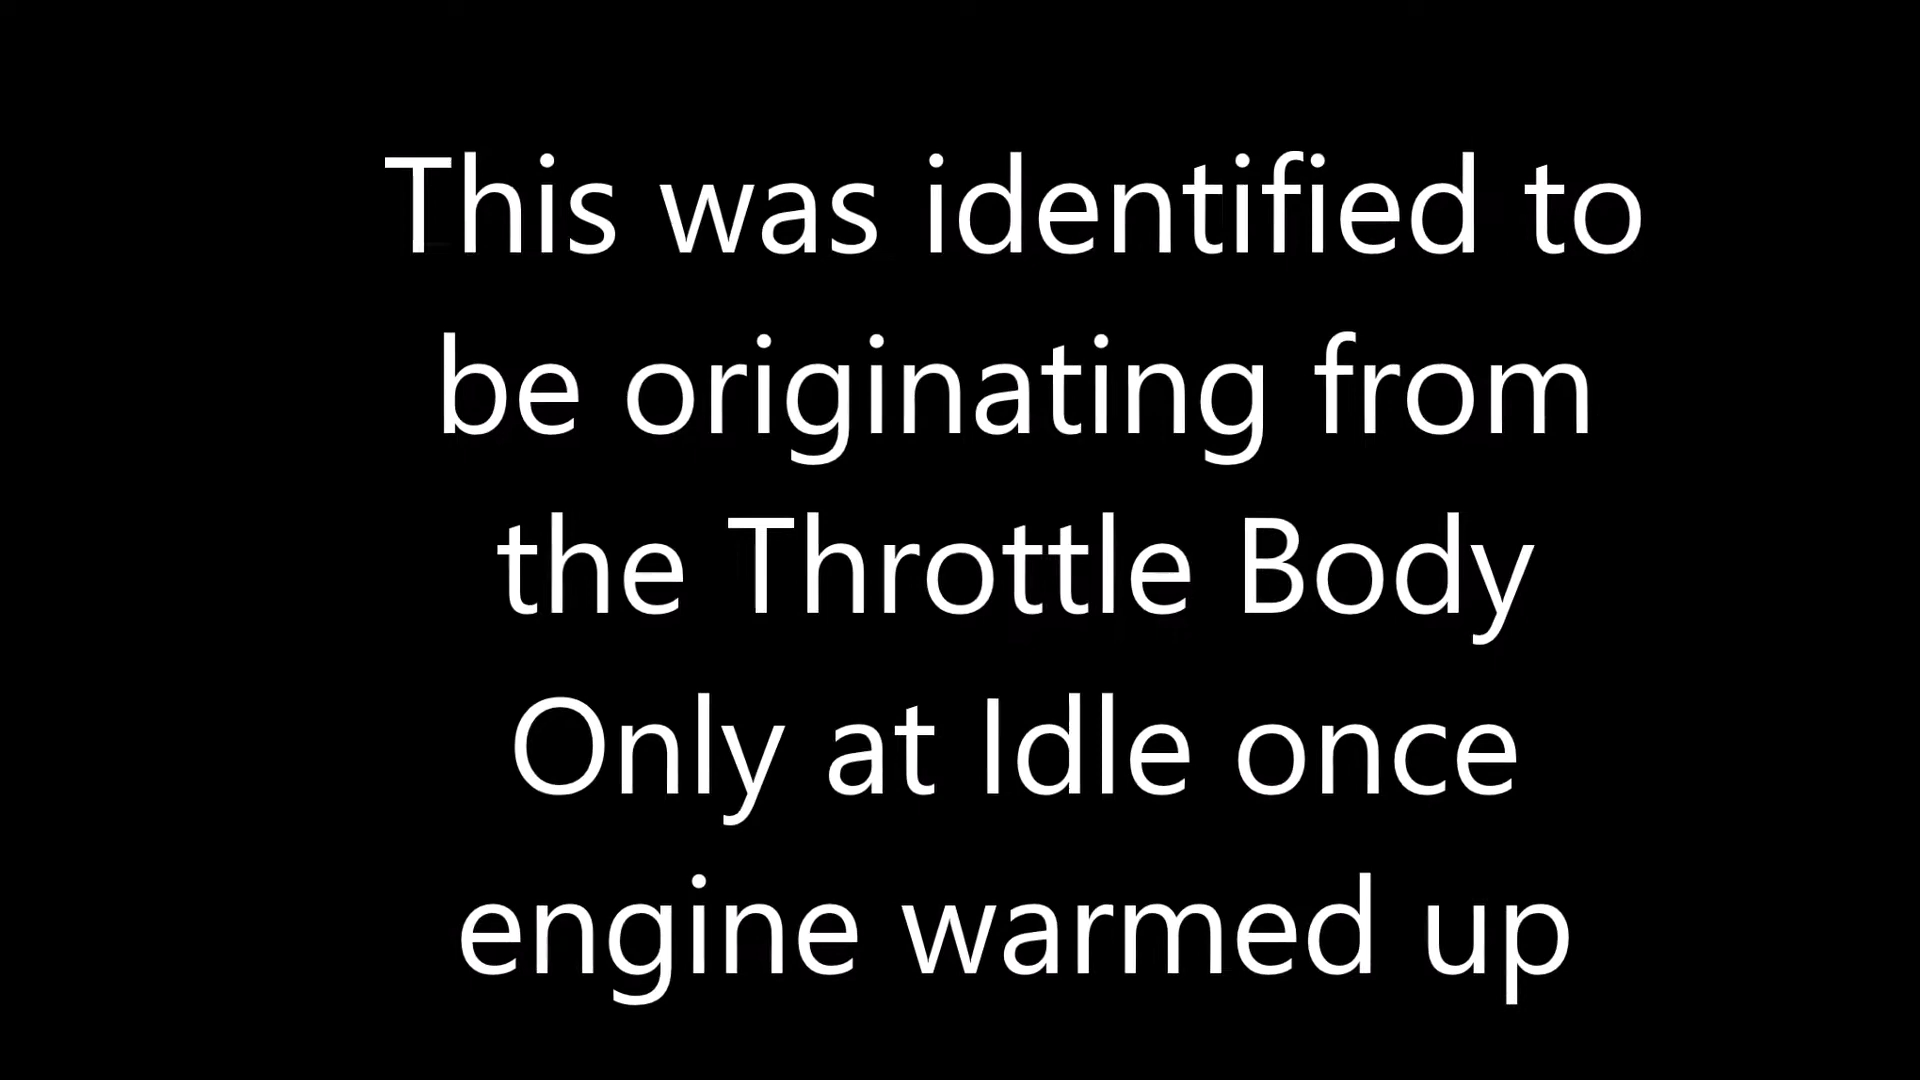 This was identified to
be originating from
the Throttle Body
Only at Idle once
engine warmed up